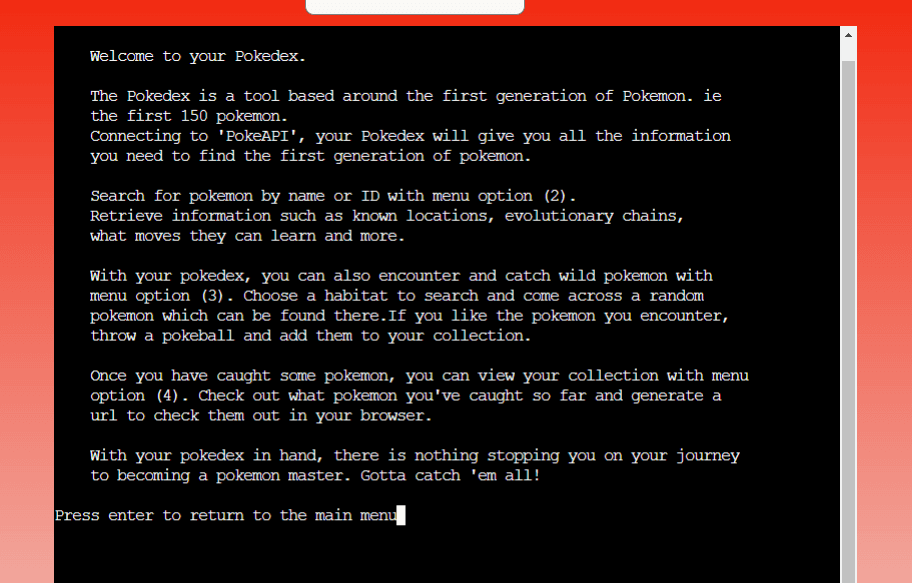 Welcome to your Pokedex.
The Pokedex is a tool based around the first generation of Pokemon. ie
the first 150 pokemon.
Connecting to 'PokeAPI', your Pokedex will give you all the information
you need to find the first generation of pokemon.
Search for pokemon by name or ID with menu option (2).
Retrieve information such as known locations, evolutionary chains,
what moves they can learn and more.
With your pokedex, you can also encounter and catch wild pokemon with
menu option (3). Choose a habitat to search and come across a random
pokemon which can be found there.If you like the pokemon you encounter,
throw a pokeball and add them to your collection.
Once you have caught some pokemon, you can view your collection with menu
option (4). Check out what pokemon you've caught so far and generate a
url to check them out in your browser.
With your pokedex in hand, there is nothing stopping you on your journey
to becoming a pokemon master. Gotta catch 'em all!
Press enter to return to the main menu